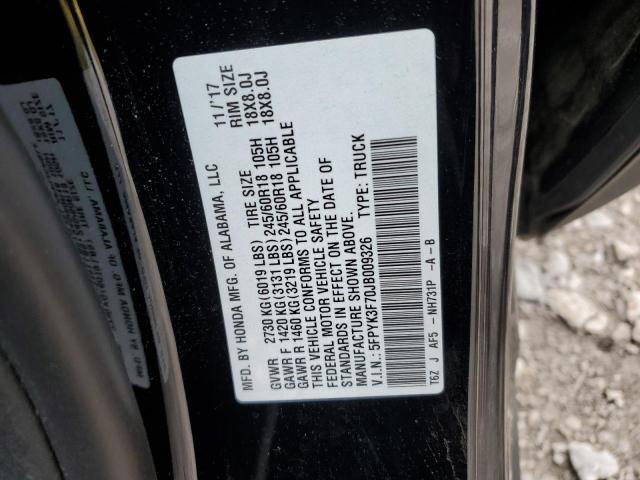 MFD. BY HONDA MFG. OF ALABAMA, LLC 11/'17
GVWR 2730 KG(6019 LBS) TIRE SIZE RIM SIZE
GAWR F 1420 KG(3131 LBS) 245/60R18 105H 18X8.0J
GAWR R 1460 KG(3219 LBS) 245/60R18 105H 18X8.0J
THIS VEHICLE CONFORMS TO ALL APPLICABLE
FEDERAL MOTOR VEHICLE SAFETY
STANDARDS IN EFFECT ON THE DATE OF
MANUFACTURE SHOWN ABOVE.
V.I.N.: 5FPYK3F70JB009326 TYPE: TRUCK
T6Z J AF5 - NH731P -A -B